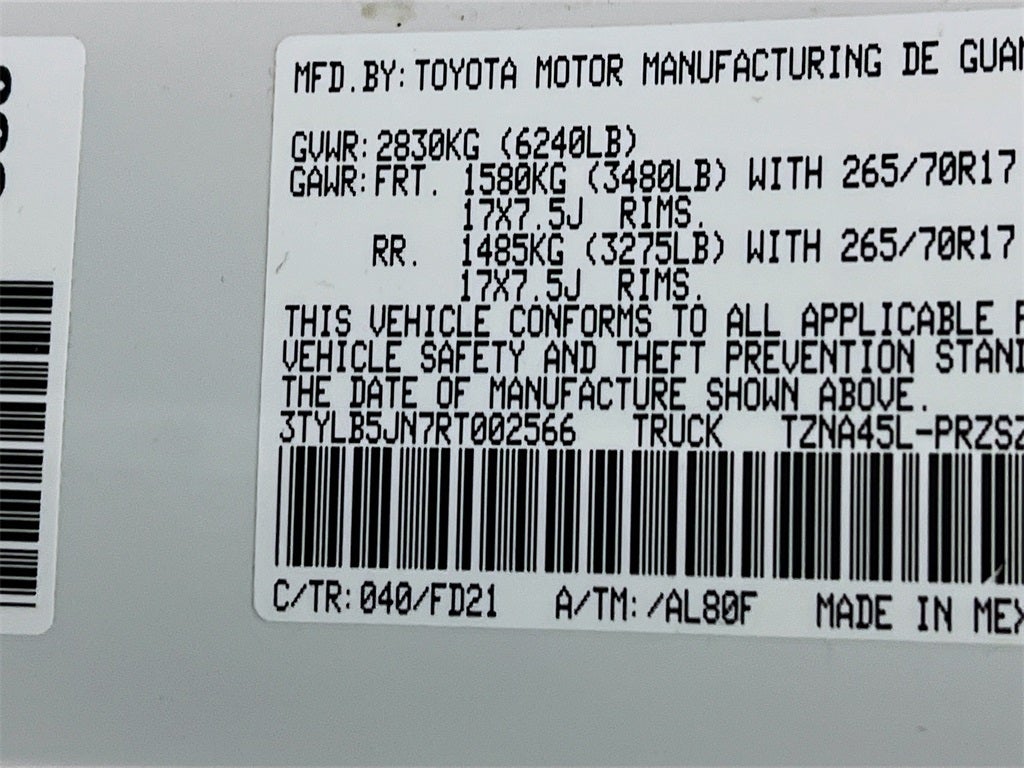 MFD.BY: TOYOTA MOTOR MANUFACTURING DE
GVWR: 2830KG (6240LB)
GAWR: FRT. 1580KG (3480LB) WITH 265/70R17
17X7.5J RIMS.
RR. 1485KG (3275LB) WITH 265/70R17
17X7.5J RIMS.
THIS VEHICLE CONFORMS TO ALL APPLICABLE
VEHICLE SAFETY AND THEFT PREVENTION
THE DATE OF MANUFACTURE SHOWN ABOVE.
3TYLB5JN7RT002566 TRUCK TZNA45L-PRZSZ
C/TR: 040/FD21 A/TM: /AL80F MADE IN